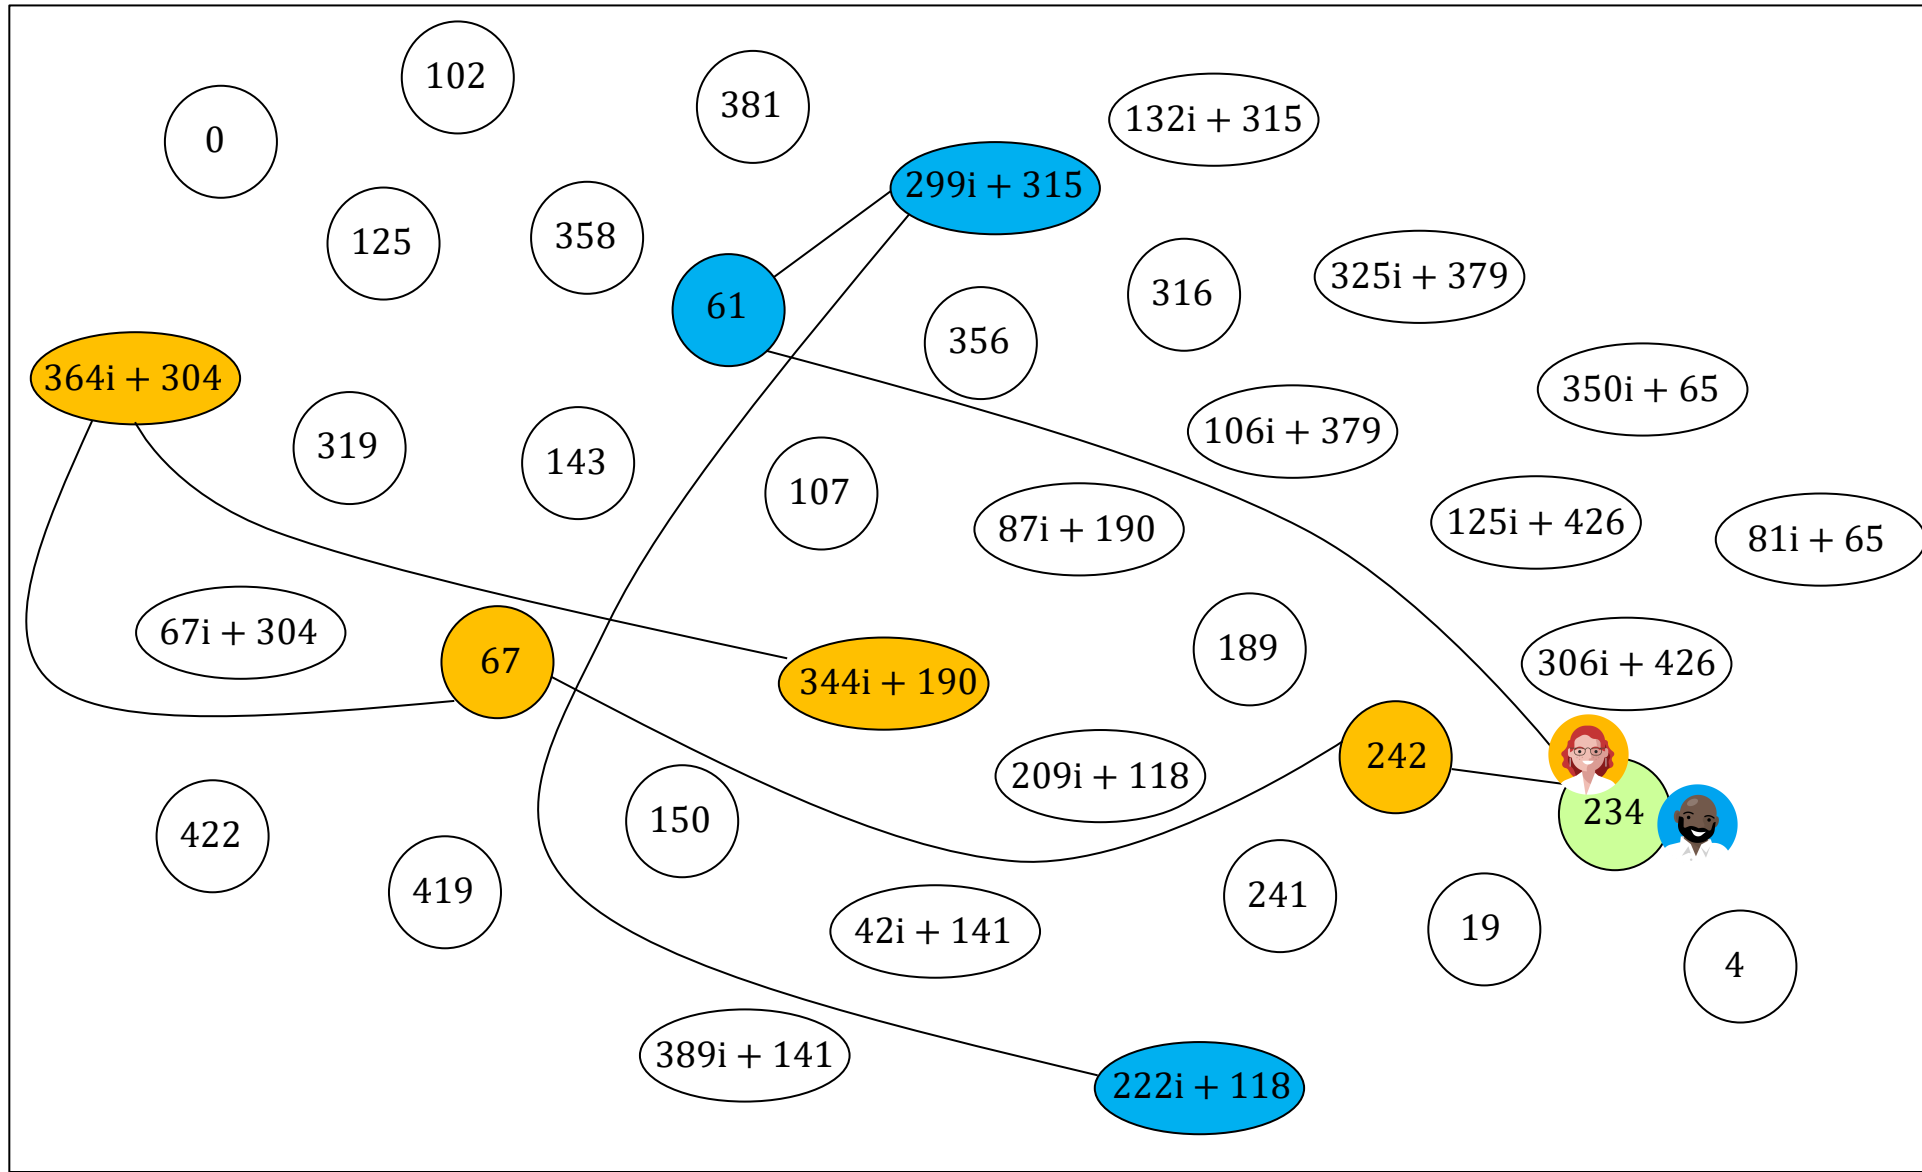 102
381
132i + 315
0
299i + 315
125
358
61
356
316
325i + 379
364i + 304
350i + 65
319
143
107
106i + 379
87i + 190
125i + 426
81i + 65
67i + 304
67
344i + 190
189
306i + 426
209i + 118
242
234
422
150
419
42i + 141
241
19
4
389i + 141
222i + 118